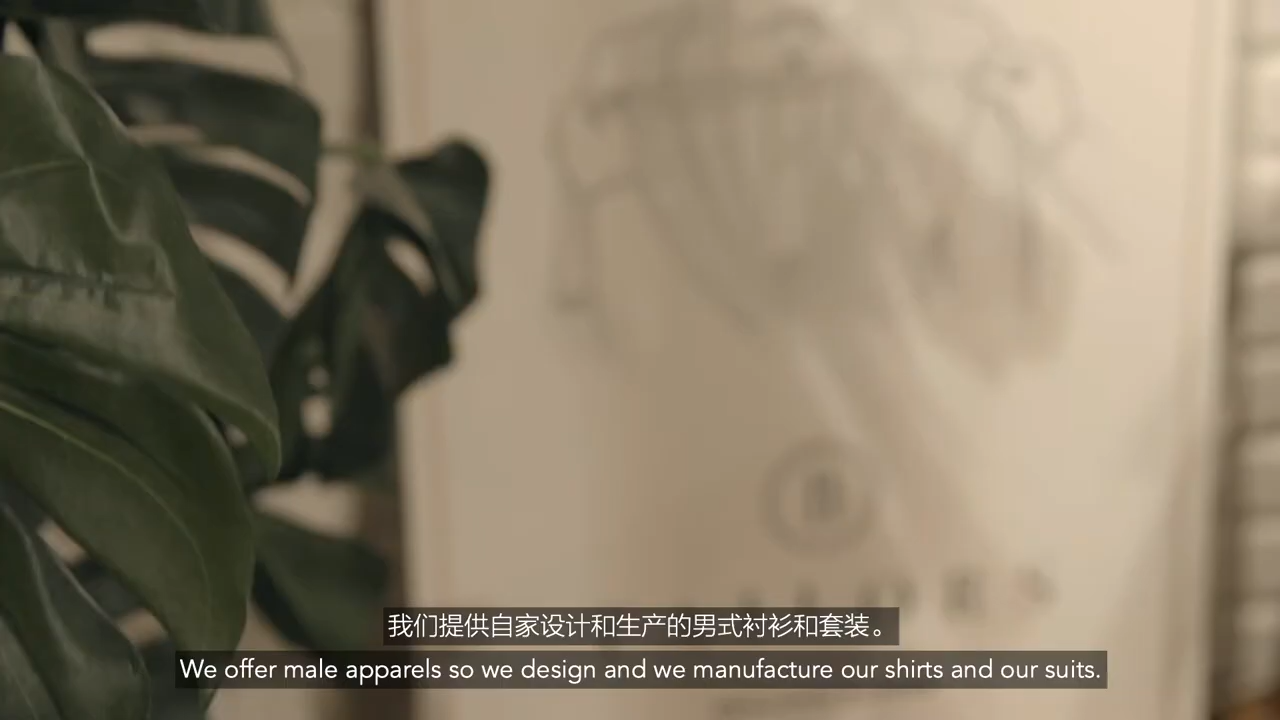 我们提供自家设计和生产的男式衬衫和套装。
We offer male apparels so we design and we manufacture our shirts and our suits.